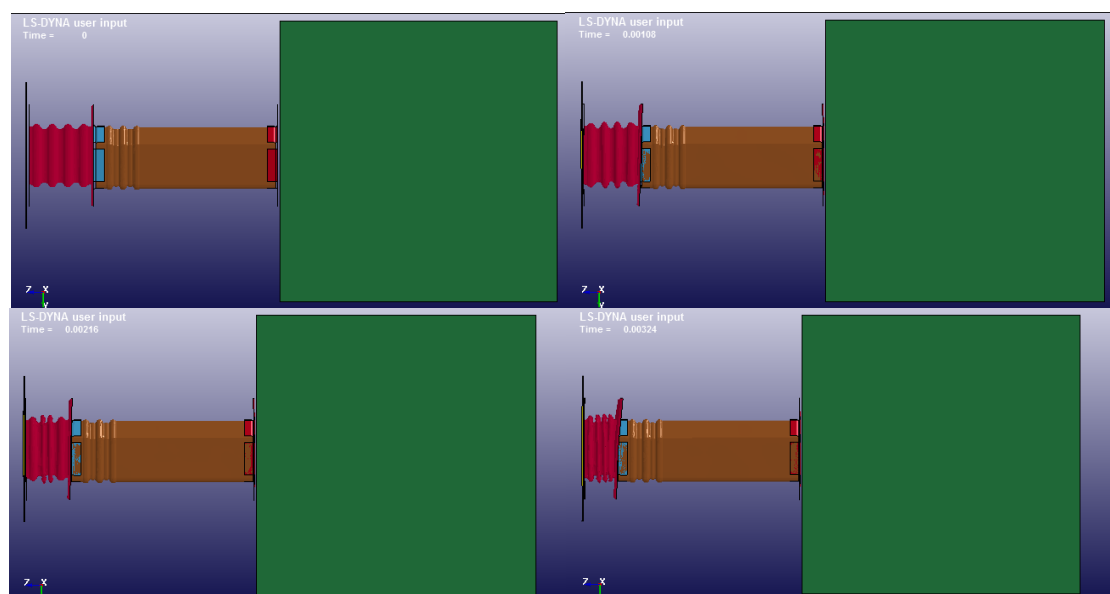 LS-DYNA user input
Time = 0
Z X
Y
LS-DYNA user input
Time = 0.00108
Z X
Y
LS-DYNA user input
Time = 0.00216
Z X
LS-DYNA user input
Time = 0.00324
Z X